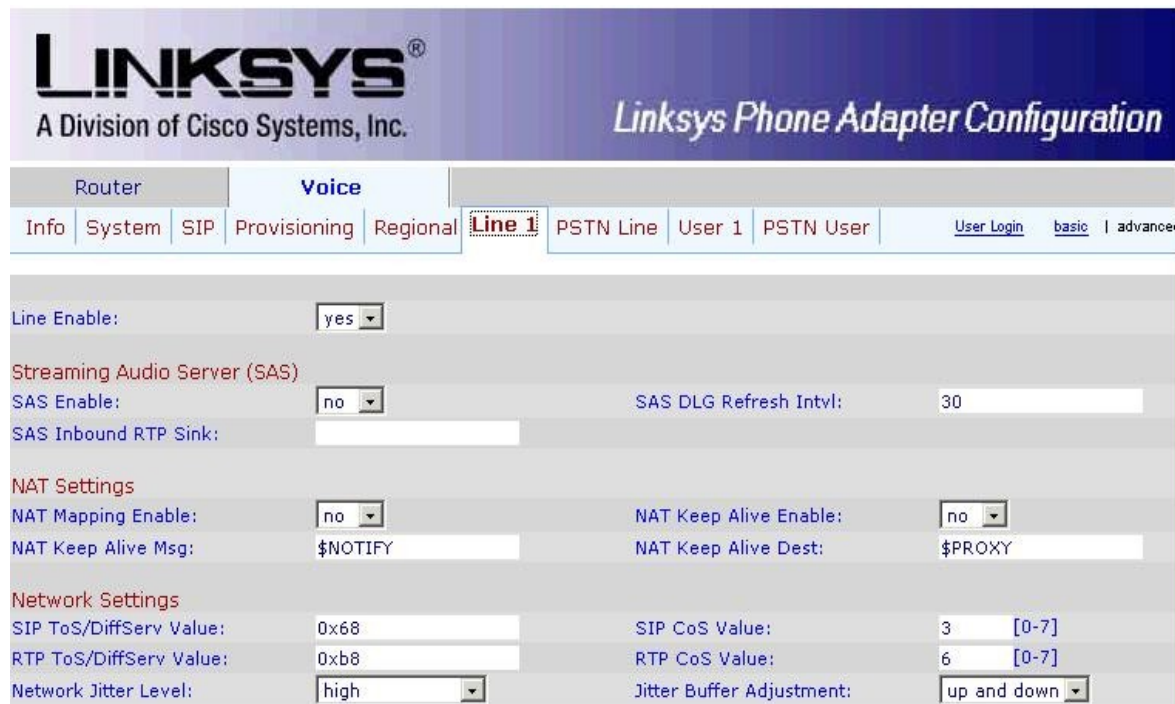 LINKSYS®
A Division of Cisco Systems, Inc.
Linksys Phone Adapter Configuration
Router Voice
Info System SIP Provisioning Regional Line 1 PSTN Line User 1 PSTN User User Login basic | advanced
Line Enable: yes
Streaming Audio Server (SAS)
SAS Enable: no SAS DLG Refresh Intvl: 30
SAS Inbound RTP Sink:
NAT Settings
NAT Mapping Enable: no NAT Keep Alive Enable: no
NAT Keep Alive Msg: $NOTIFY NAT Keep Alive Dest: $PROXY
Network Settings
SIP ToS/DiffServ Value: 0x68 SIP CoS Value: 3 [0-7]
RTP ToS/DiffServ Value: 0xb8 RTP CoS Value: 6 [0-7]
Network Jitter Level: high Jitter Buffer Adjustment: up and down